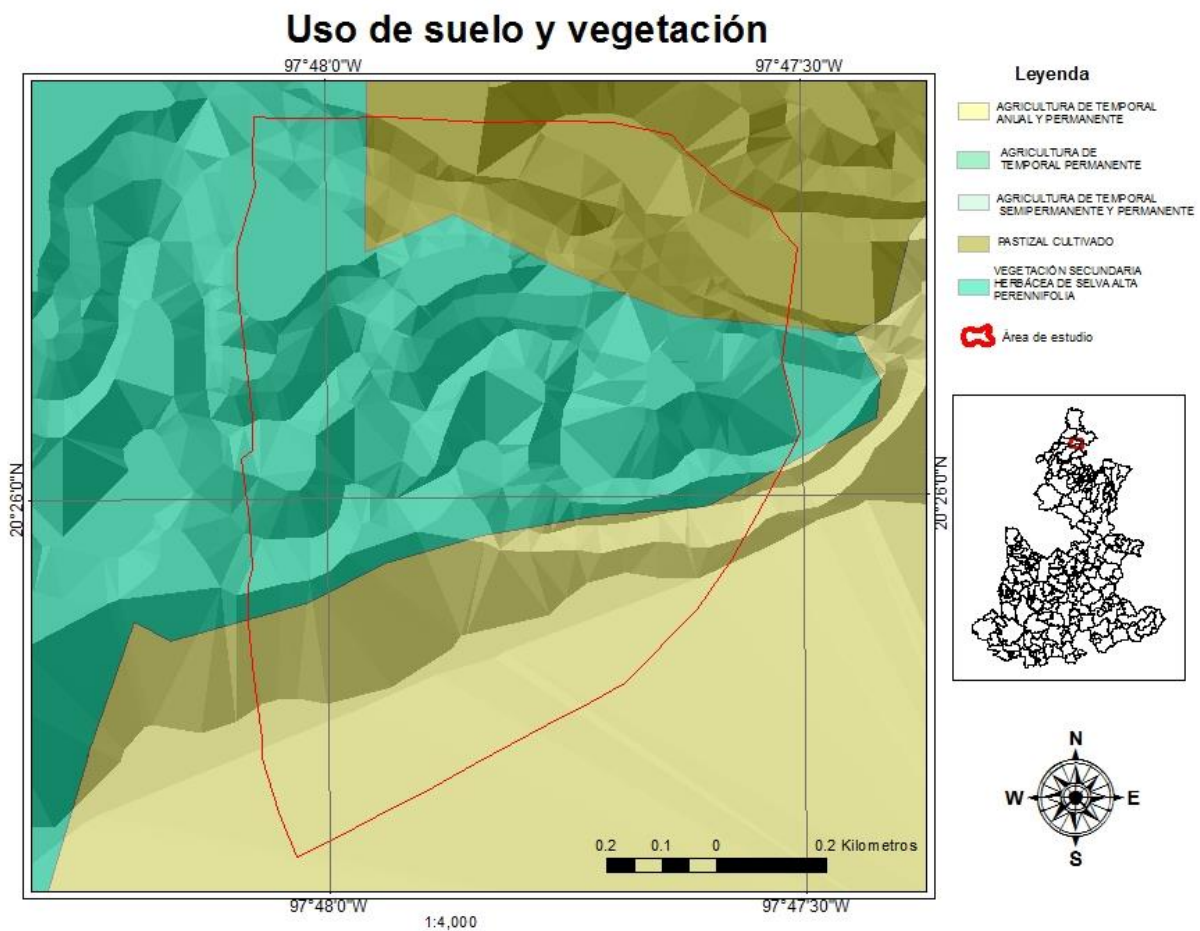 Uso de suelo y vegetación
97°48'0"W 97°47'30"W
20°26'0"N
20°26'0"N
0.2 0.1 0 0.2 Kilometros
97°48'0"W 97°47'30"W
1:4,000
Leyenda
AGRICULTURA DE TEMPORAL
ANUAL Y PERMANENTE
AGRICULTURA DE
TEMPORAL PERMANENTE
AGRICULTURA DE TEMPORAL
SEMIPERMANENTE Y PERMANENTE
PASTIZAL CULTIVADO
VEGETACIÓN SECUNDARIA
HERBÁCEA DE SELVA ALTA
PERENNIFOLIA
Área de estudio
N
W E
S